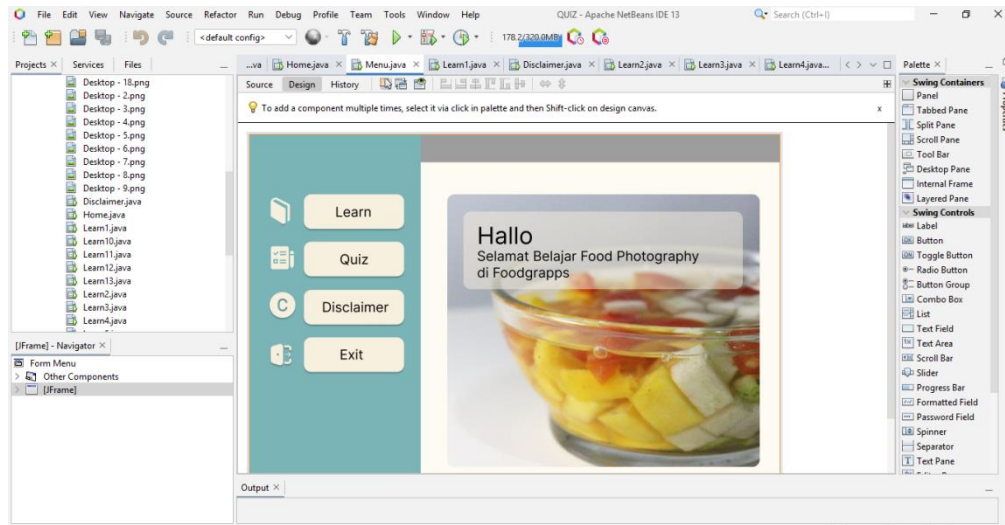 File Edit View Navigate Source Refactor Run Debug Profile Team Tools Window Help QUIZ - Apache NetBeans IDE 13 Search (Ctrl+I)
<default config> 178.2/320.0MB
Projects × Services Files
...va Home.java × Menu.java × Learn1.java × Disclaimer.java × Learn2.java × Learn3.java × Learn4.java...
Palette ×
Source Design History
To add a component multiple times, select it via click in palette and then Shift-click on design canvas. x
Desktop - 18.png
Desktop - 2.png
Desktop - 3.png
Desktop - 4.png
Desktop - 5.png
Desktop - 6.png
Desktop - 7.png
Desktop - 8.png
Desktop - 9.png
Disclaimer.java
Home.java
Learn1.java
Learn10.java
Learn11.java
Learn12.java
Learn13.java
Learn2.java
Learn3.java
Learn4.java
[JFrame] - Navigator ×
Form Menu
Other Components
[JFrame]
Learn
Quiz
C Disclaimer
Exit
Hallo
Selamat Belajar Food Photography
di Foodgrapps
Output ×
Swing Containers
Panel
Tabbed Pane
Split Pane
Scroll Pane
Tool Bar
Desktop Pane
Internal Frame
Layered Pane
Swing Controls
Label
Button
Toggle Button
Radio Button
Button Group
Combo Box
List
Text Field
Text Area
Scroll Bar
Slider
Progress Bar
Formatted Field
Password Field
Spinner
Separator
Text Pane